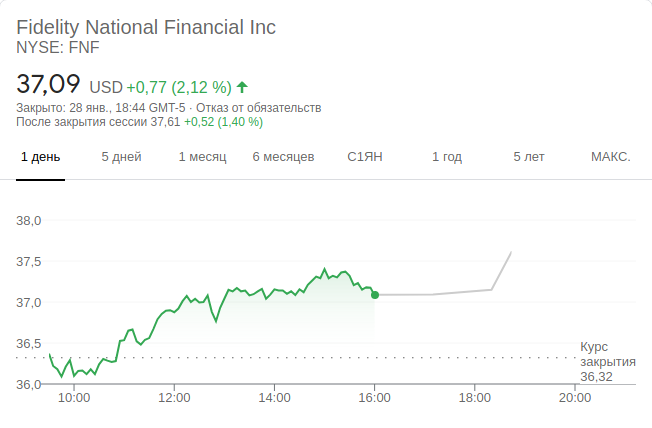 Fidelity National Financial Inc
NYSE: FNF
37,09 USD +0,77 (2,12 %)
Закрыто: 28 янв., 18:44 GMT-5 · Отказ от обязательств
После закрытия сессии 37,61 +0,52 (1,40 %)
1 день 5 дней 1 месяц 6 месяцев С1ЯН 1 год 5 лет МАКС.
38,0
37,5
37,0
36,5
36,0
Курс
закрытия
36,32
10:00 12:00 14:00 16:00 18:00 20:00